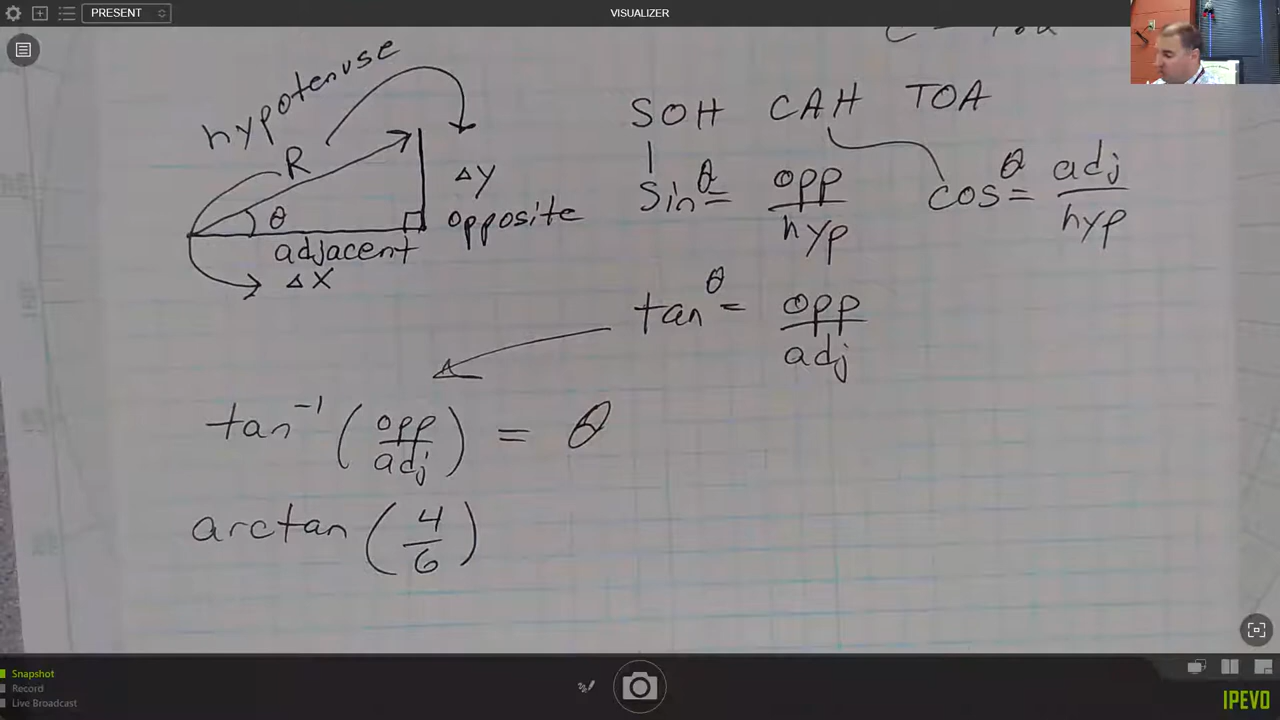 PRESENT
VISUALIZER
hypotenuse
R
θ
ΔY
opposite
adjacent
ΔX
SOH CAH TOA
Sin θ = opp/hyp
cos θ = adj/hyp
tan θ = opp/adj
tan⁻¹ (opp/adj) = θ
arctan (4/6)
Snapshot
Record
Live Broadcast
IPEVO